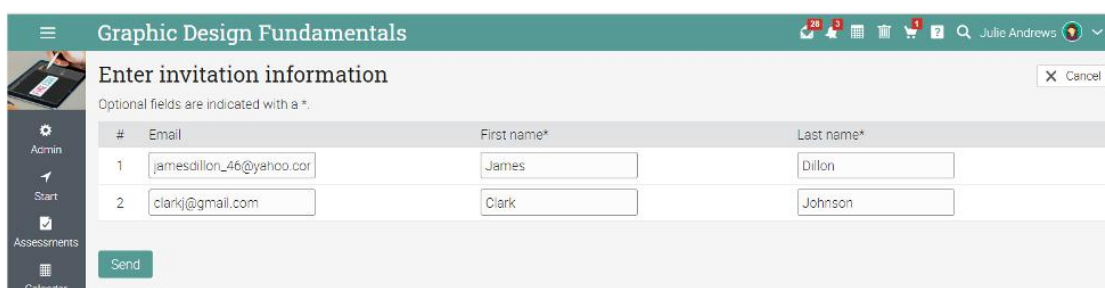 Graphic Design Fundamentals 28 3 1 ? Julie Andrews
Enter invitation information
X Cancel
Optional fields are indicated with a *.
# Email First name* Last name*
1 jamesdillon_46@yahoo.cor James Dillon
2 clarkj@gmail.com Clark Johnson
Send
Admin
Start
Assessments
Calendar